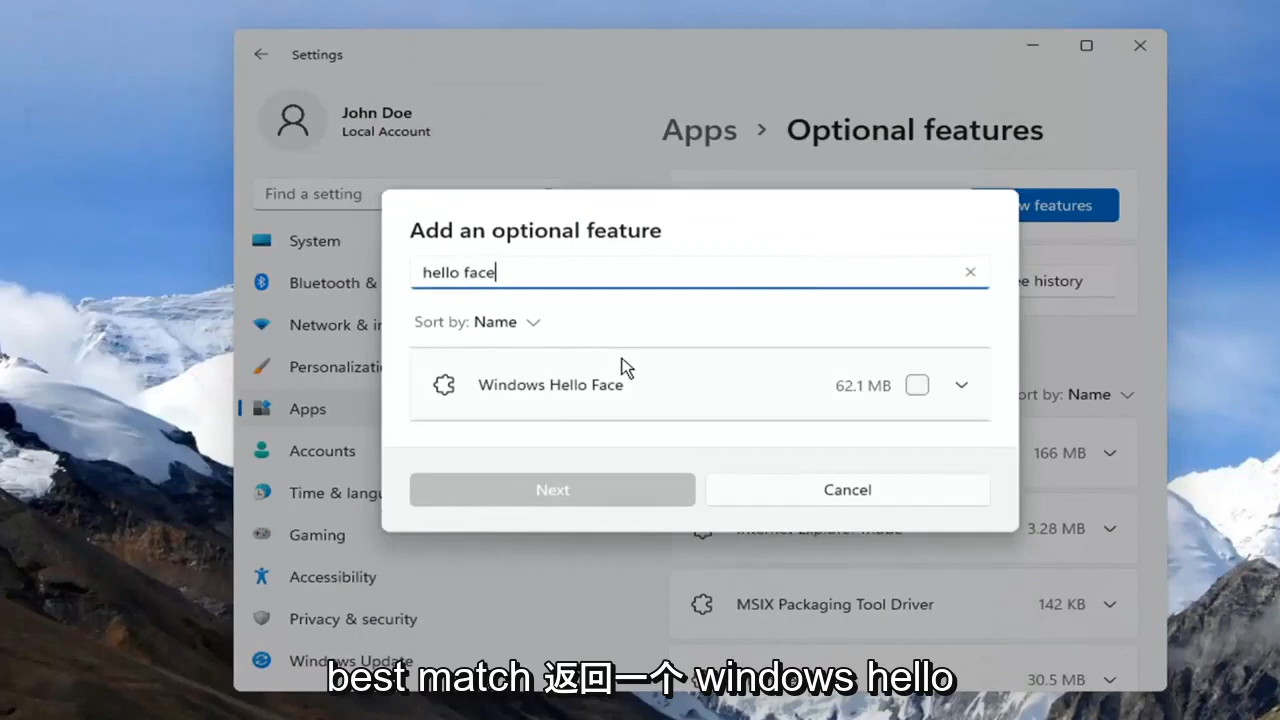 Settings
John Doe
Local Account
Apps > Optional features
Find a setting
w features
Add an optional feature
System
hello face
Bluetooth &
e history
Sort by: Name
Network & i
Personalizati
Windows Hello Face
62.1 MB
ort by: Name
Apps
Accounts
166 MB
Time & langu
Next
Cancel
Gaming
3.28 MB
Accessibility
MSIX Packaging Tool Driver
142 KB
Privacy & security
Windows Update
30.5 MB
best match 返回一个 windows hello